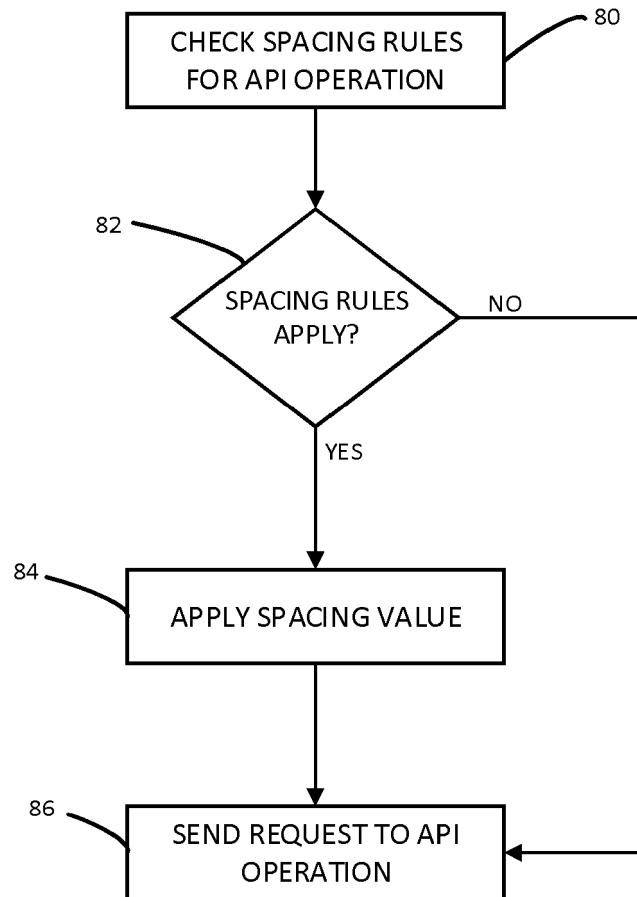 80
CHECK SPACING RULES
FOR API OPERATION
82
SPACING RULES
APPLY?
NO
YES
84
APPLY SPACING VALUE
86
SEND REQUEST TO API
OPERATION